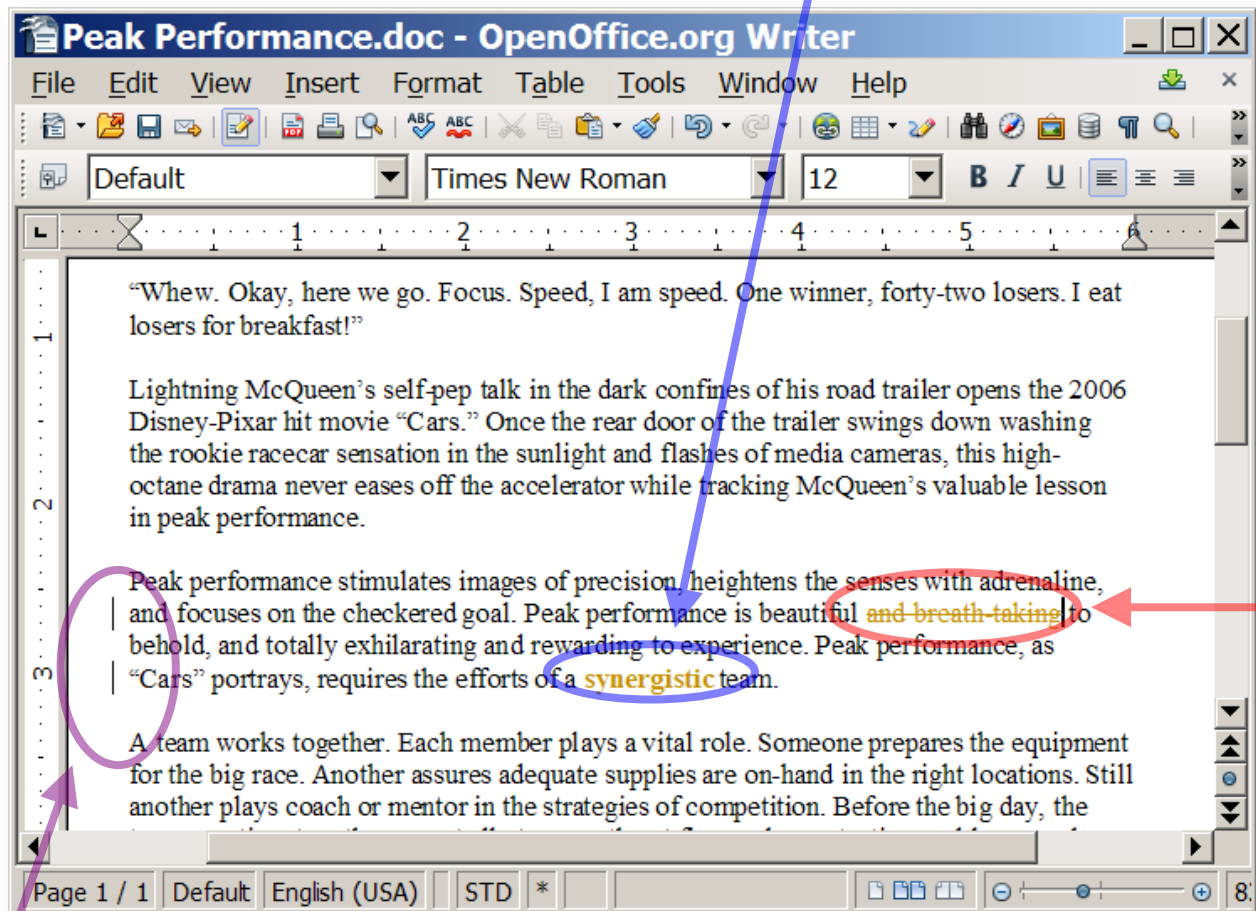 Peak Performance.doc - OpenOffice.org Writer
File Edit View Insert Format Table Tools Window Help
ABC ABC
Default Times New Roman 12 B I U
1 2 3 4 5 6
“Whew. Okay, here we go. Focus. Speed, I am speed. One winner, forty-two losers. I eat
losers for breakfast!”
1
Lightning McQueen’s self-pep talk in the dark confines of his road trailer opens the 2006
Disney-Pixar hit movie “Cars.” Once the rear door of the trailer swings down washing
the rookie racecar sensation in the sunlight and flashes of media cameras, this high-
octane drama never eases off the accelerator while tracking McQueen’s valuable lesson
2
in peak performance.
Peak performance stimulates images of precision, heightens the senses with adrenaline,
and focuses on the checkered goal. Peak performance is beautiful and breath-taking to
behold, and totally exhilarating and rewarding to experience. Peak performance, as
3
“Cars” portrays, requires the efforts of a synergistic team.
A team works together. Each member plays a vital role. Someone prepares the equipment
for the big race. Another assures adequate supplies are on-hand in the right locations. Still
another plays coach or mentor in the strategies of competition. Before the big day, the
Page 1 / 1 Default English (USA) STD *